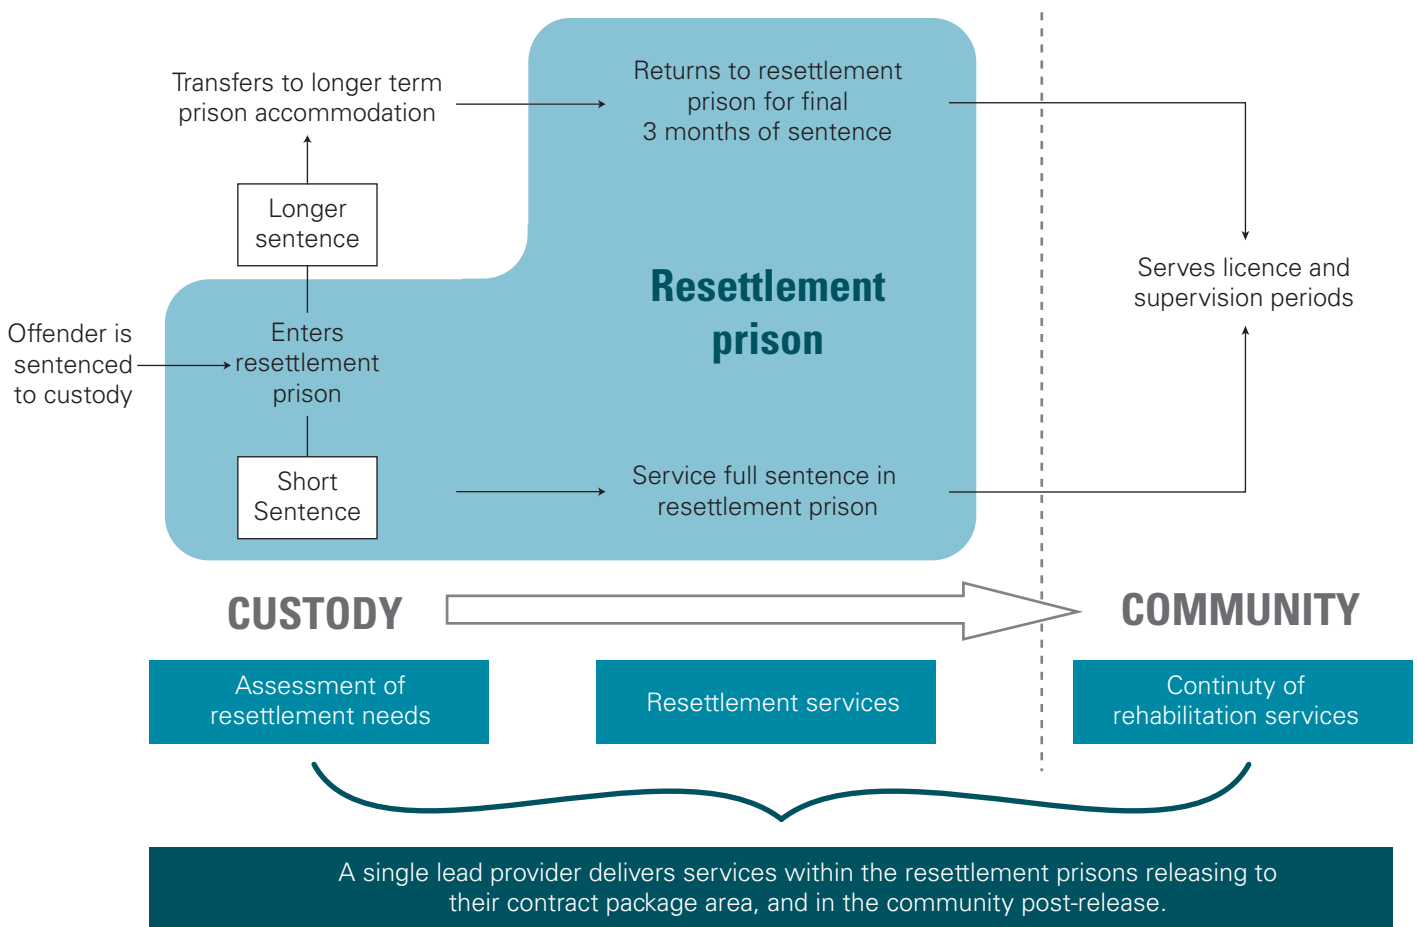 Transfers to longer term
prison accommodation
Returns to resettlement
prison for final
3 months of sentence
Longer
sentence
Resettlement
prison
Serves licence and
supervision periods
Offender is
sentenced
to custody
Enters
resettlement
prison
Short
Sentence
Service full sentence in
resettlement prison
CUSTODY
COMMUNITY
Assessment of
resettlement needs
Resettlement services
Continuty of
rehabilitation services
A single lead provider delivers services within the resettlement prisons releasing to
their contract package area, and in the community post-release.